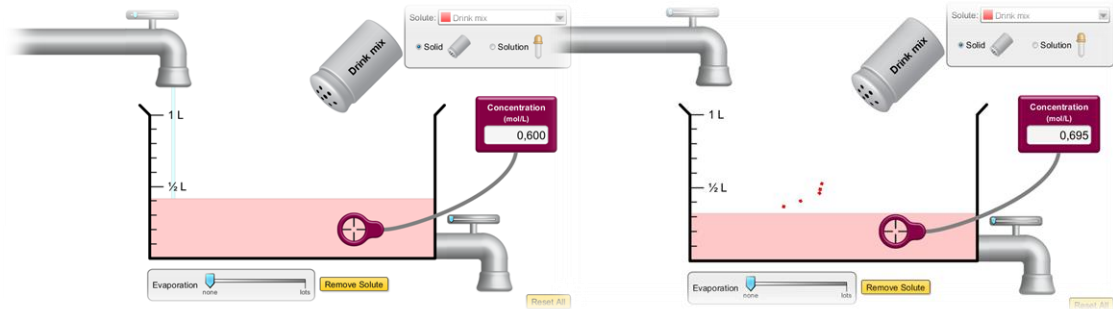 Solute: Drink mix
Solid
Solution
Drink mix
1 L
½ L
Concentration
(mol/L)
0,600
Evaporation
none
lots
Remove Solute
Reset All
Solute: Drink mix
Solid
Solution
Drink mix
1 L
½ L
Concentration
(mol/L)
0,695
Evaporation
none
lots
Remove Solute
Reset All